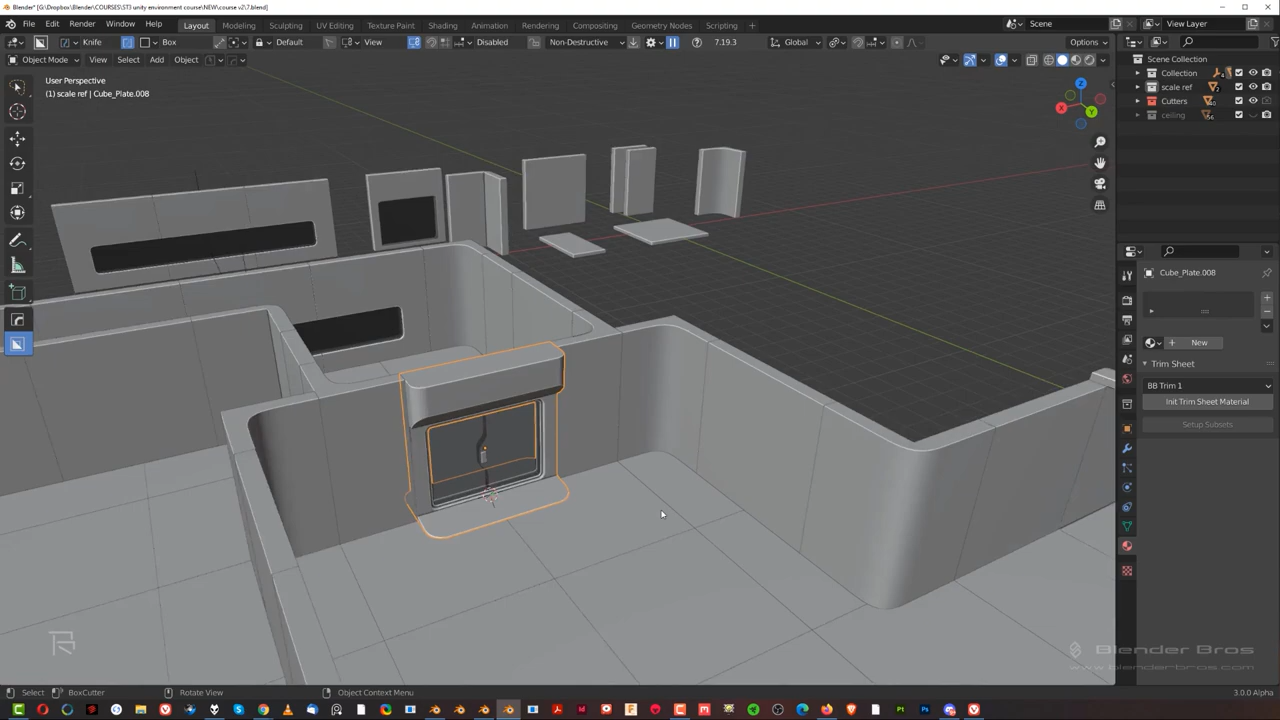 Blender* [G:\Dropbox\COURSES\ST3 unity environment course\NEW\course v2\7.blend]
File Edit Render Window Help Layout Modeling Sculpting UV Editing Texture Paint Shading Animation Rendering Compositing Geometry Nodes Scripting Scene View Layer
Knife Box Default View Disabled Non-Destructive 7.19.3 Global Options
Object Mode View Select Add Object
User Perspective
(1) scale ref | Cube_Plate.008
Scene Collection
Collection
scale ref
Cutters
ceiling
X Y Z
Cube_Plate.008
New
Trim Sheet
BB Trim 1
Init Trim Sheet Material
Setup Subsets
Blender Bros
www.blenderbros.com
Select BoxCutter Rotate View Object Context Menu 3.0.0 Alpha